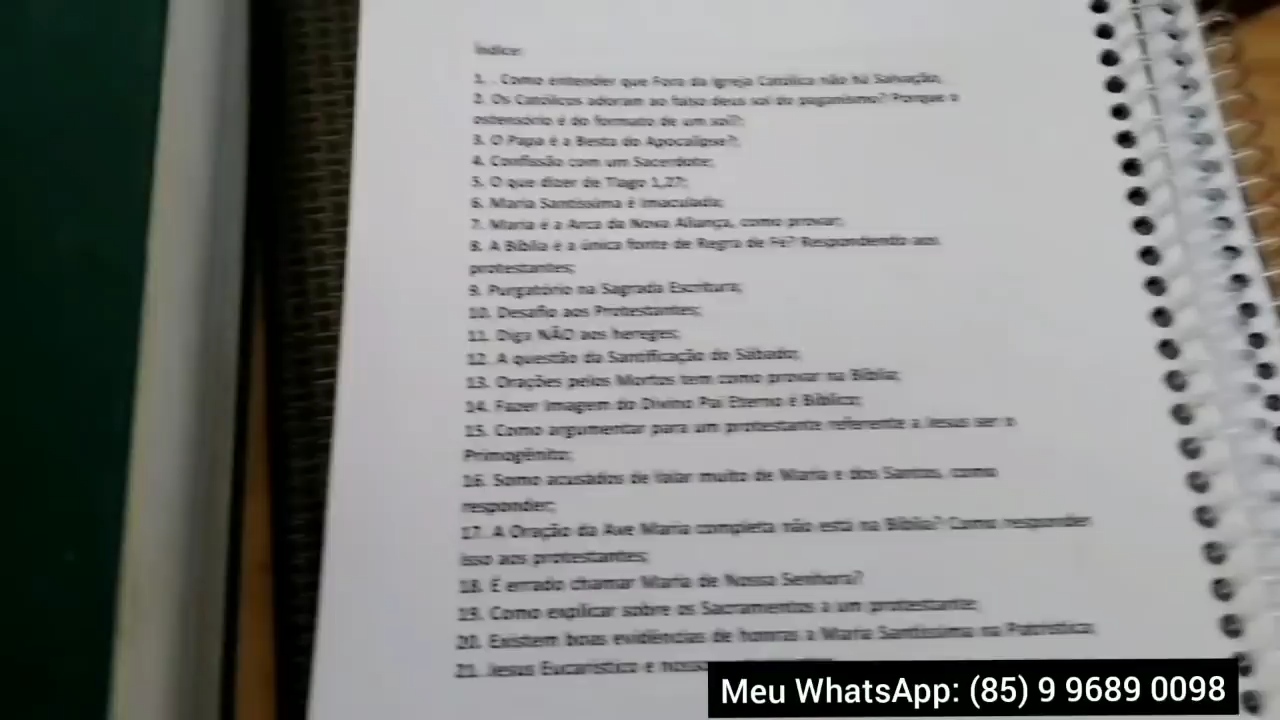 Índice:
1. . Como entender que Fora da Igreja Católica não há Salvação;
2. Os Católicos adoram ao falso deus sol do paganismo? Porque o
ostensório é do formato de um sol?;
3. O Papa é a Besta do Apocalipse?;
4. Confissão com um Sacerdote;
5. O que dizer de Tiago 1,27;
6. Maria Santíssima é Imaculada;
7. Maria é a Arca da Nova Aliança, como provar;
8. A Bíblia é a única fonte de Regra de Fé? Respondendo aos
protestantes;
9. Purgatório na Sagrada Escritura;
10. Desafio aos Protestantes;
11. Diga NÃO aos hereges;
12. A questão da Santificação do Sábado;
13. Orações pelos Mortos tem como provar na Bíblia;
14. Fazer Imagem do Divino Pai Eterno é Bíblico;
15. Como argumentar para um protestante referente a Jesus ser o
Primogênito;
16. Somo acusados de falar muito de Maria e dos Santos, como
responder;
17. A Oração da Ave Maria completa não está na Bíblia? Como responder
isso aos protestantes;
18. É errado chamar Maria de Nossa Senhora?
19. Como explicar sobre os Sacramentos a um protestante;
20. Existem boas evidências de honras a Maria Santíssima na Patrística;
21. Jesus Eucarístico é nosso
Meu WhatsApp: (85) 9 9689 0098